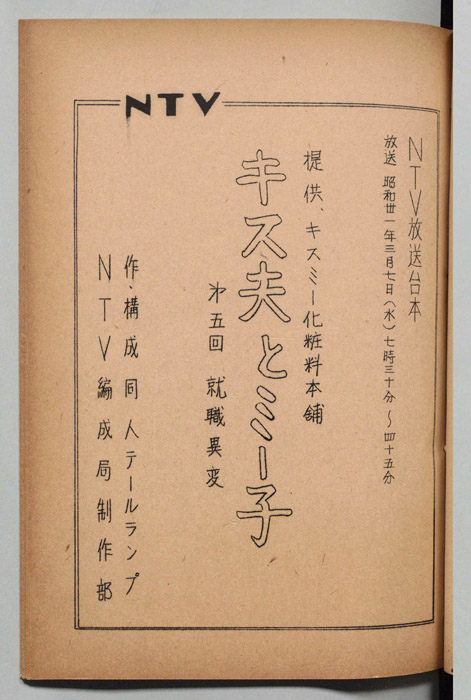 NTV
NTV放送台本
放送 昭和卅一年三月七日(水)七時三十分~四十五分
提供、キスミー化粧料本舗
キス夫とミー子
才五回 就職異変
作・構成 同人テールランプ
NTV編成局制作部